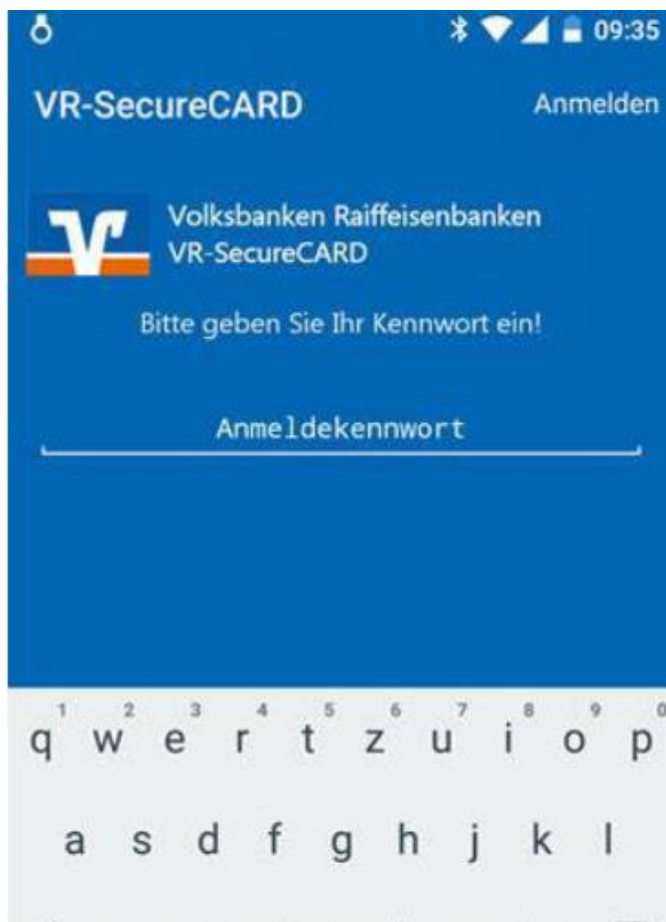 09:35
VR-SecureCARD Anmelden
Volksbanken Raiffeisenbanken
VR-SecureCARD
Bitte geben Sie Ihr Kennwort ein!
Anmeldekennwort
1 2 3 4 5 6 7 8 9 0
q w e r t z u i o p
a s d f g h j k l